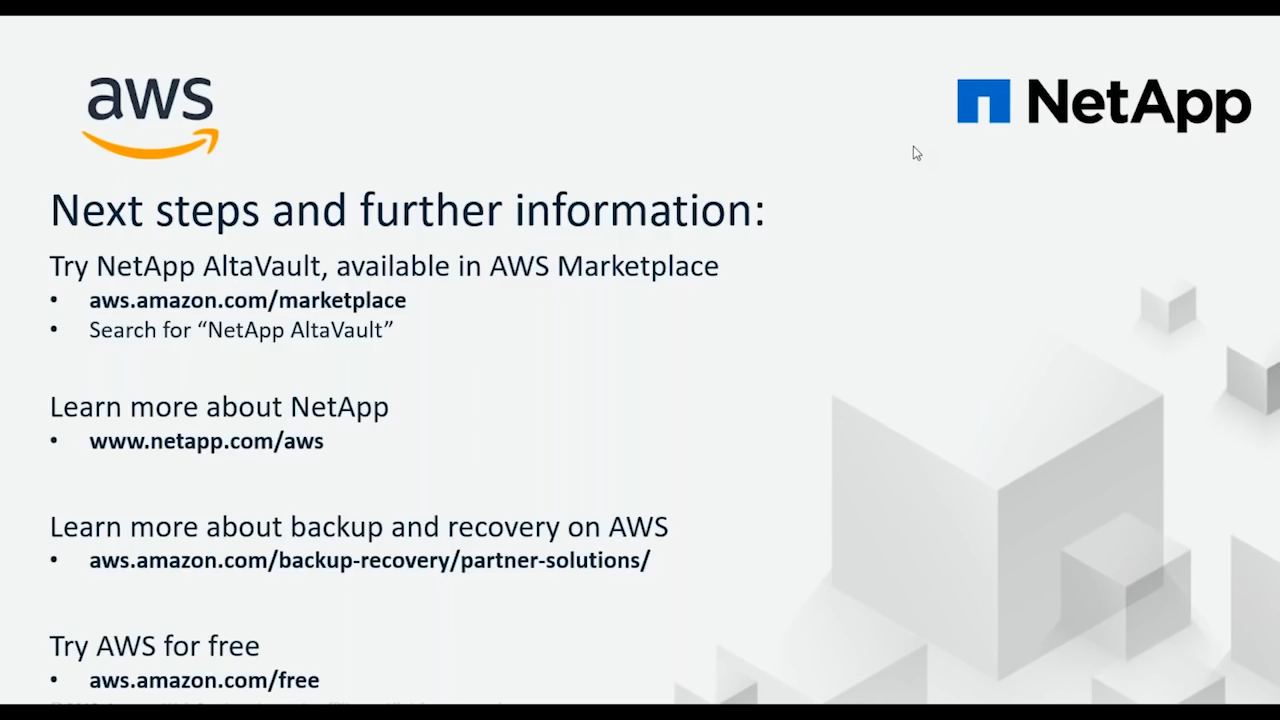 aws
NetApp
Next steps and further information:
Try NetApp AltaVault, available in AWS Marketplace
• aws.amazon.com/marketplace
• Search for “NetApp AltaVault”
Learn more about NetApp
• www.netapp.com/aws
Learn more about backup and recovery on AWS
• aws.amazon.com/backup-recovery/partner-solutions/
Try AWS for free
• aws.amazon.com/free